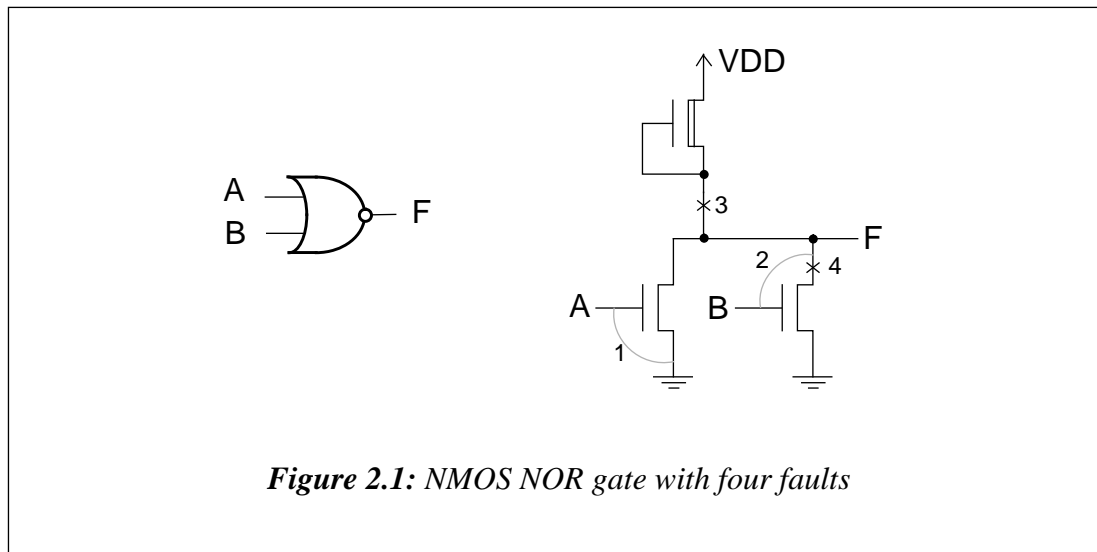 VDD
3
A
B
F
F
2
4
A
B
1
Figure 2.1: NMOS NOR gate with four faults